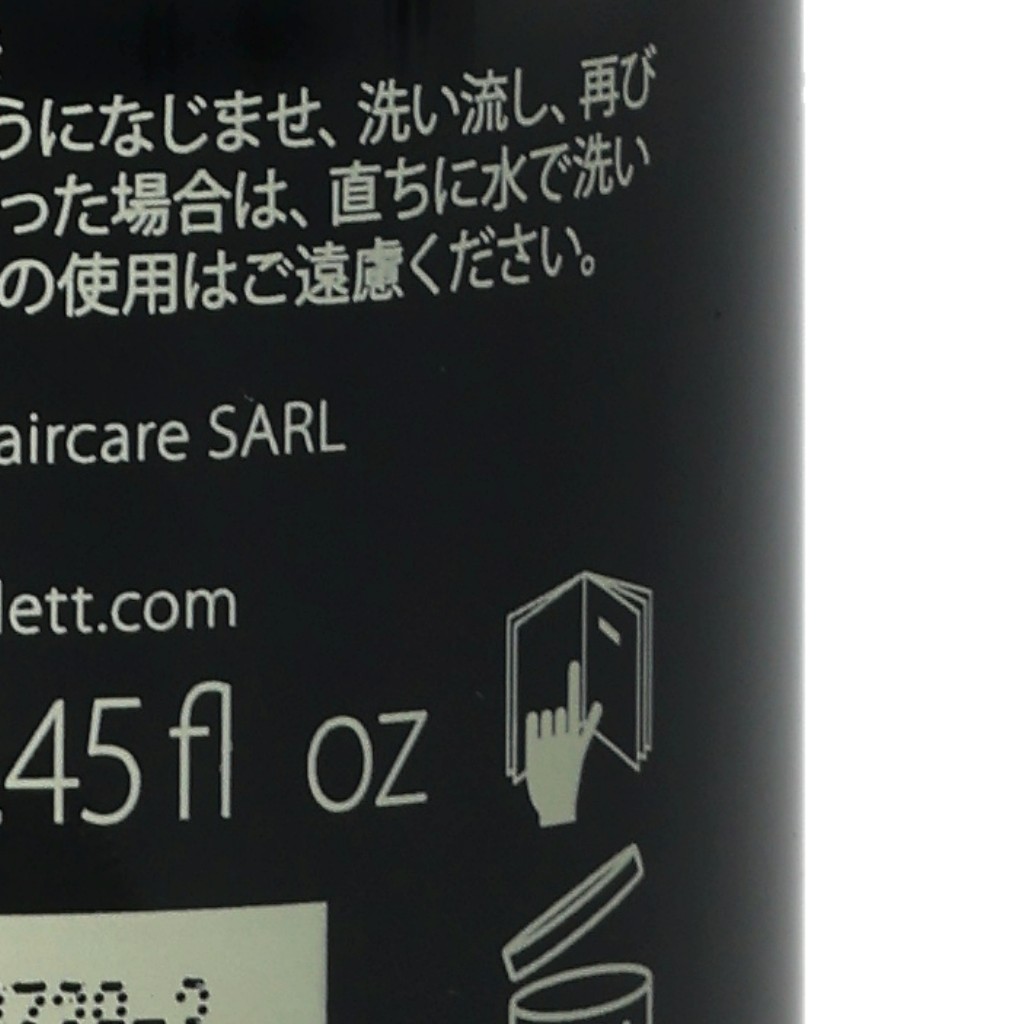 うになじませ、洗い流し、再び
った場合は、直ちに水で洗い
の使用はご遠慮ください。
aircare SARL
lett.com
.45 fl oz